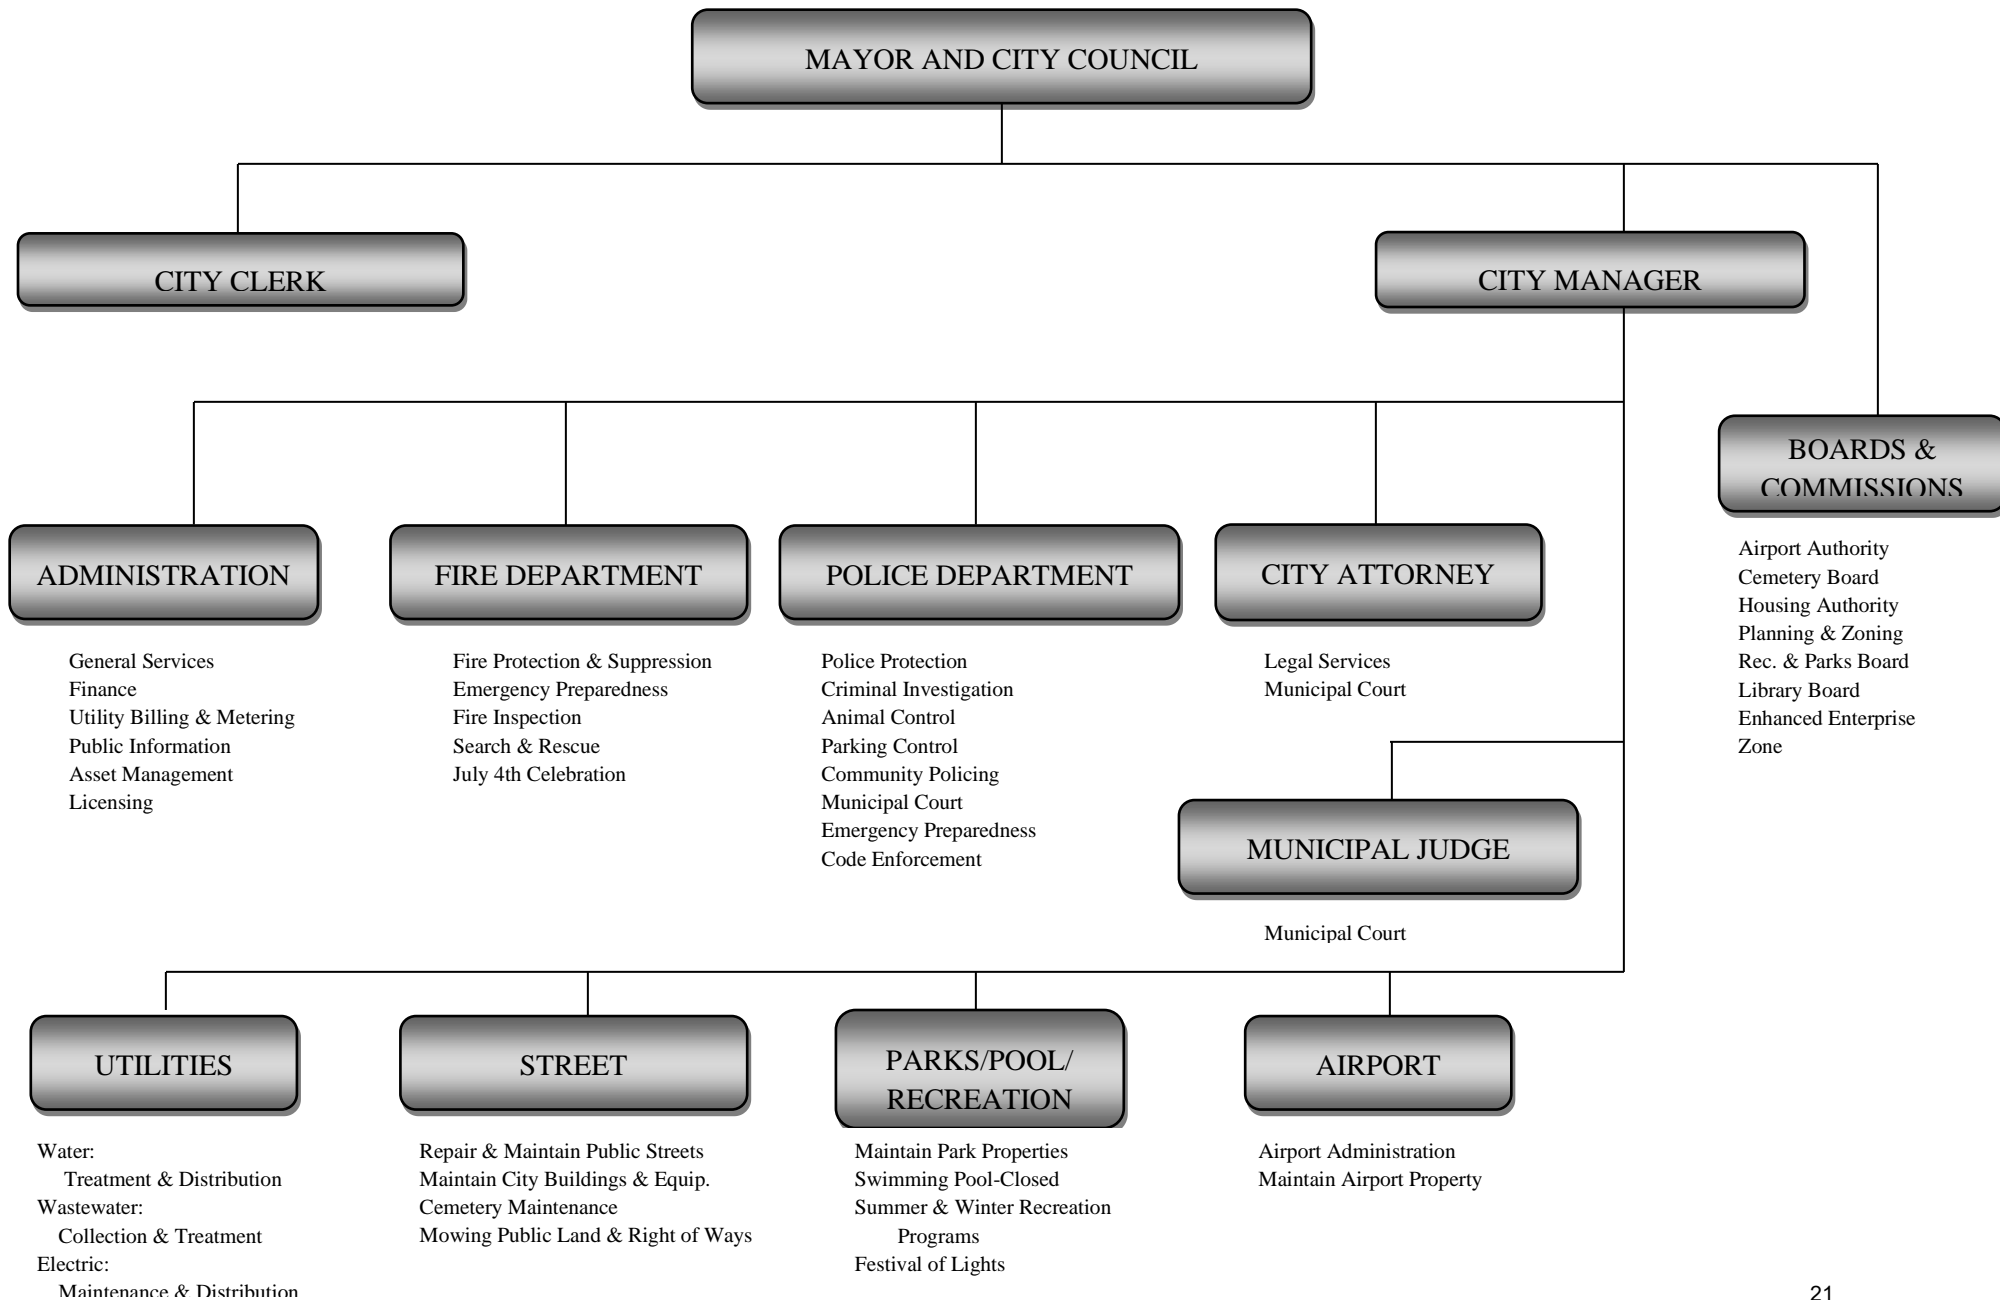 MAYOR AND CITY COUNCIL
CITY CLERK
CITY MANAGER
BOARDS &
COMMISSIONS
Airport Authority
Cemetery Board
Housing Authority
Planning & Zoning
Rec. & Parks Board
Library Board
Enhanced Enterprise
Zone
ADMINISTRATION
General Services
Finance
Utility Billing & Metering
Public Information
Asset Management
Licensing
FIRE DEPARTMENT
Fire Protection & Suppression
Emergency Preparedness
Fire Inspection
Search & Rescue
July 4th Celebration
POLICE DEPARTMENT
Police Protection
Criminal Investigation
Animal Control
Parking Control
Community Policing
Municipal Court
Emergency Preparedness
Code Enforcement
CITY ATTORNEY
Legal Services
Municipal Court
MUNICIPAL JUDGE
Municipal Court
UTILITIES
Water:
Treatment & Distribution
Wastewater:
Collection & Treatment
Electric:
Maintenance & Distribution
STREET
Repair & Maintain Public Streets
Maintain City Buildings & Equip.
Cemetery Maintenance
Mowing Public Land & Right of Ways
PARKS/POOL/
RECREATION
Maintain Park Properties
Swimming Pool-Closed
Summer & Winter Recreation
Programs
Festival of Lights
AIRPORT
Airport Administration
Maintain Airport Property
21